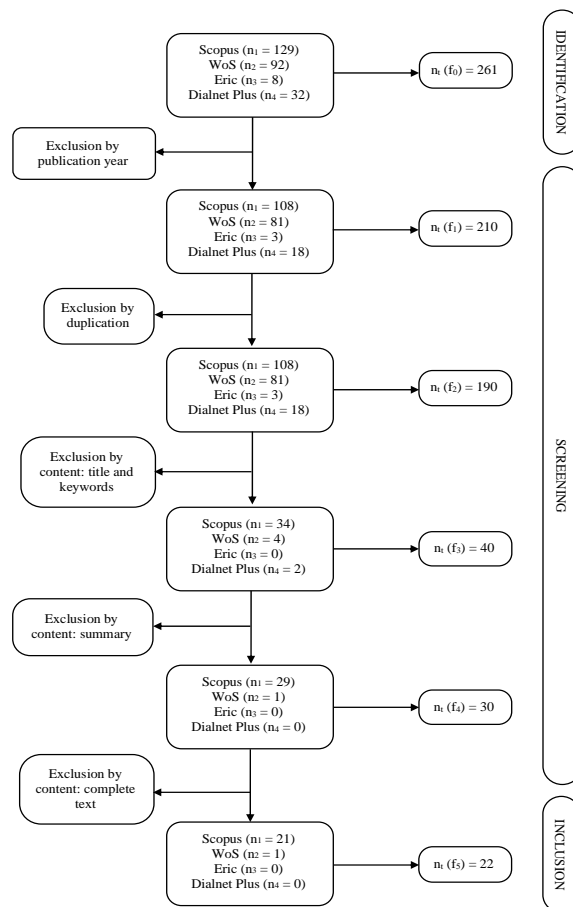 Scopus (n₁ = 129)
WoS (n₂ = 92)
Eric (n₃ = 8)
Dialnet Plus (n₄ = 32)
nₜ (f₀) = 261
IDENTIFICATION
Exclusion by
publication year
Scopus (n₁ = 108)
WoS (n₂ = 81)
Eric (n₃ = 3)
Dialnet Plus (n₄ = 18)
nₜ (f₁) = 210
Exclusion by
duplication
Scopus (n₁ = 108)
WoS (n₂ = 81)
Eric (n₃ = 3)
Dialnet Plus (n₄ = 18)
nₜ (f₂) = 190
Exclusion by
content: title and
keywords
SCREENING
Scopus (n₁ = 34)
WoS (n₂ = 4)
Eric (n₃ = 0)
Dialnet Plus (n₄ = 2)
nₜ (f₃) = 40
Exclusion by
content: summary
Scopus (n₁ = 29)
WoS (n₂ = 1)
Eric (n₃ = 0)
Dialnet Plus (n₄ = 0)
nₜ (f₄) = 30
Exclusion by
content: complete
text
Scopus (n₁ = 21)
WoS (n₂ = 1)
Eric (n₃ = 0)
Dialnet Plus (n₄ = 0)
nₜ (f₅) = 22
INCLUSION